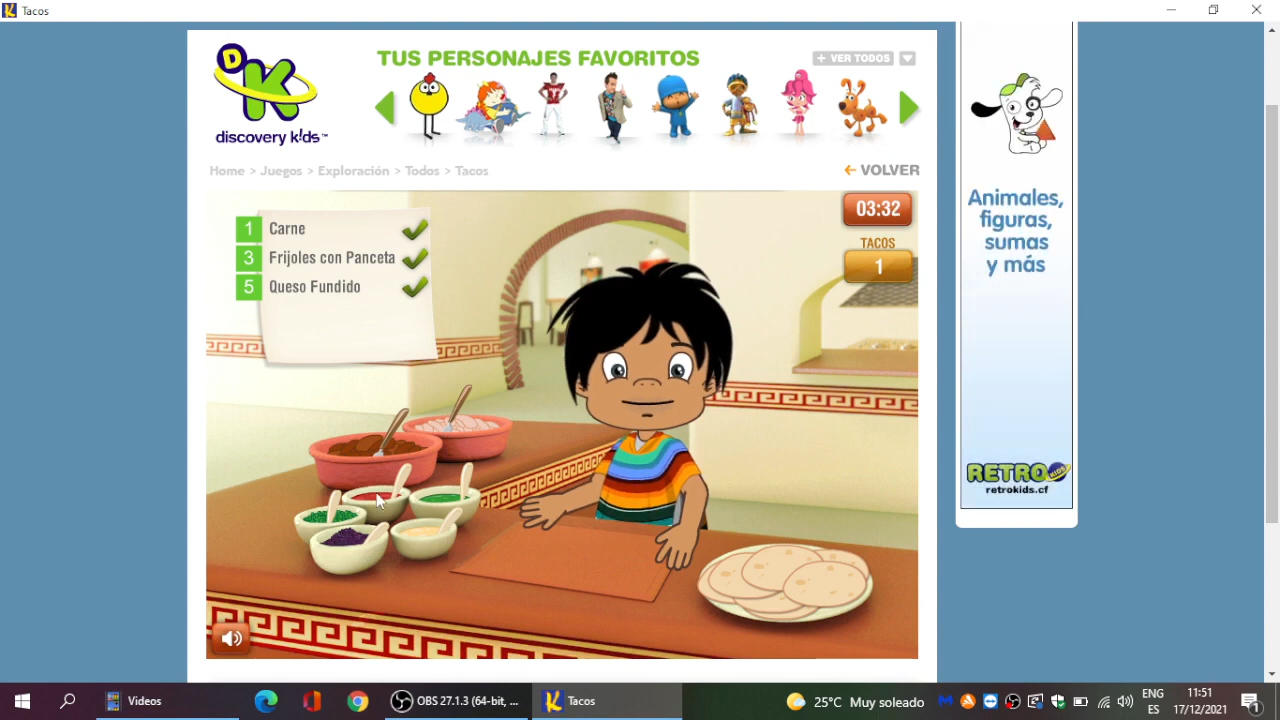 Tacos
TUS PERSONAJES FAVORITOS
+ VER TODOS
D
K
discovery k!ds™
Home > Juegos > Exploración > Todos > Tacos
VOLVER
1 Carne
3 Frijoles con Panceta
5 Queso Fundido
03:32
TACOS
1
Animales,
figuras,
sumas
y más
RETRO KIDS
retrokids.cf
Videos
OBS 27.1.3 (64-bit, ...
Tacos
25°C Muy soleado
ENG
ES
11:51
17/12/2021
1